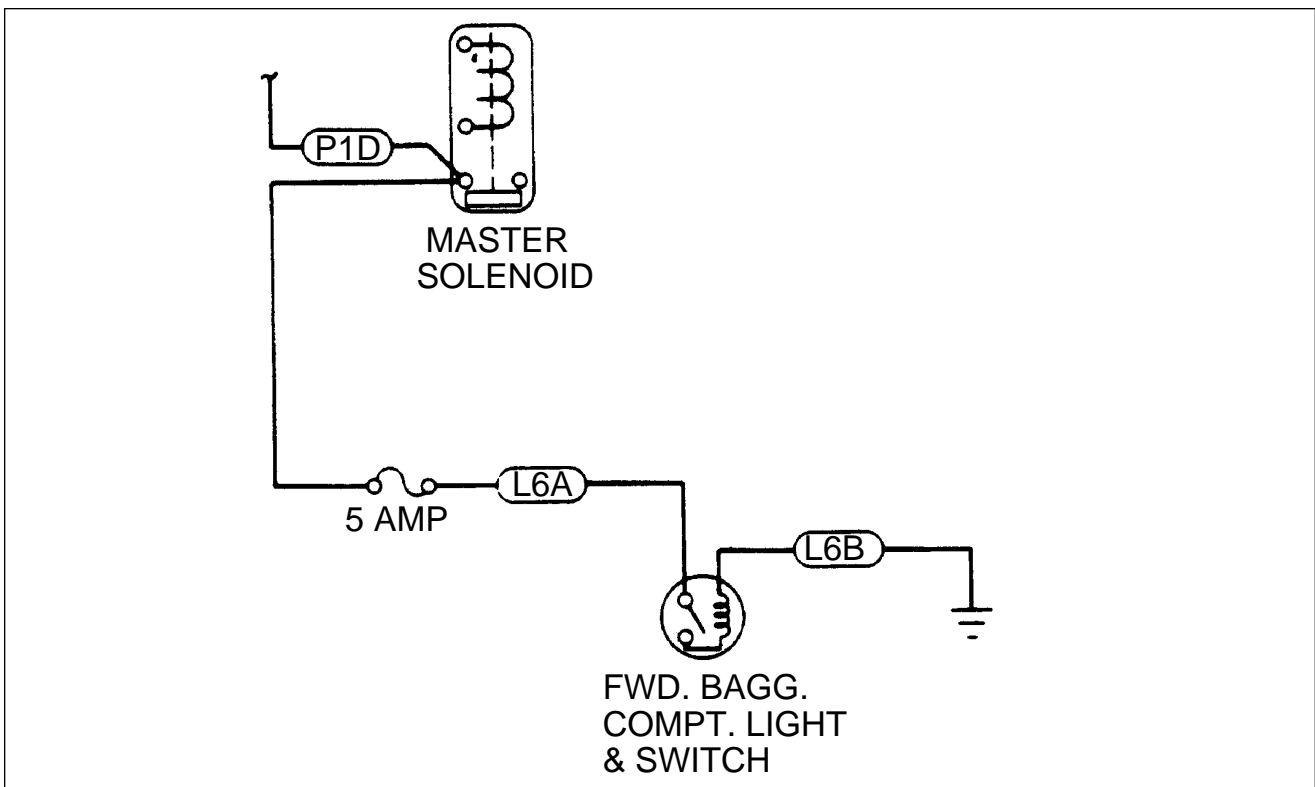 P1D
MASTER
SOLENOID
L6A
5 AMP
L6B
FWD. BAGG.
COMPT. LIGHT
& SWITCH